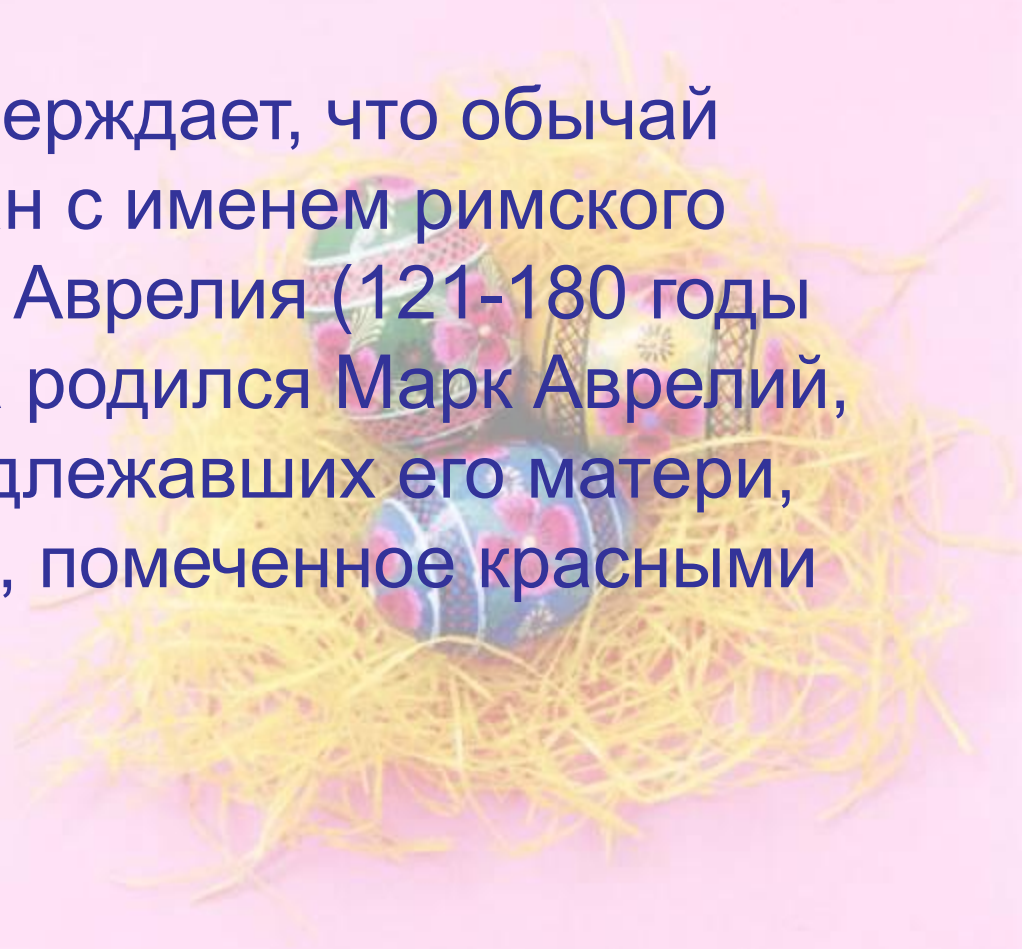 ерждает, что обычай
н с именем римского
Аврелия (121-180 годы
родился Марк Аврелий,
длежавших его матери,
, помеченное красными